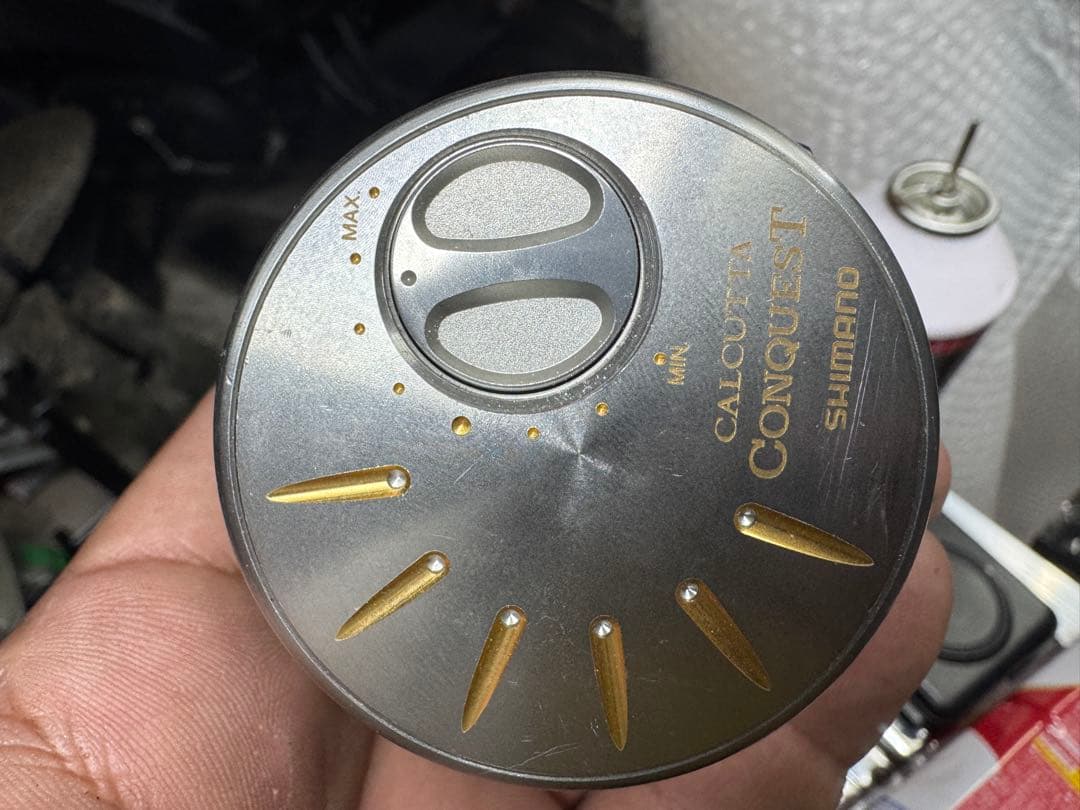 MAX.
MIN.
CALCUTTA
CONQUEST
SHIMANO